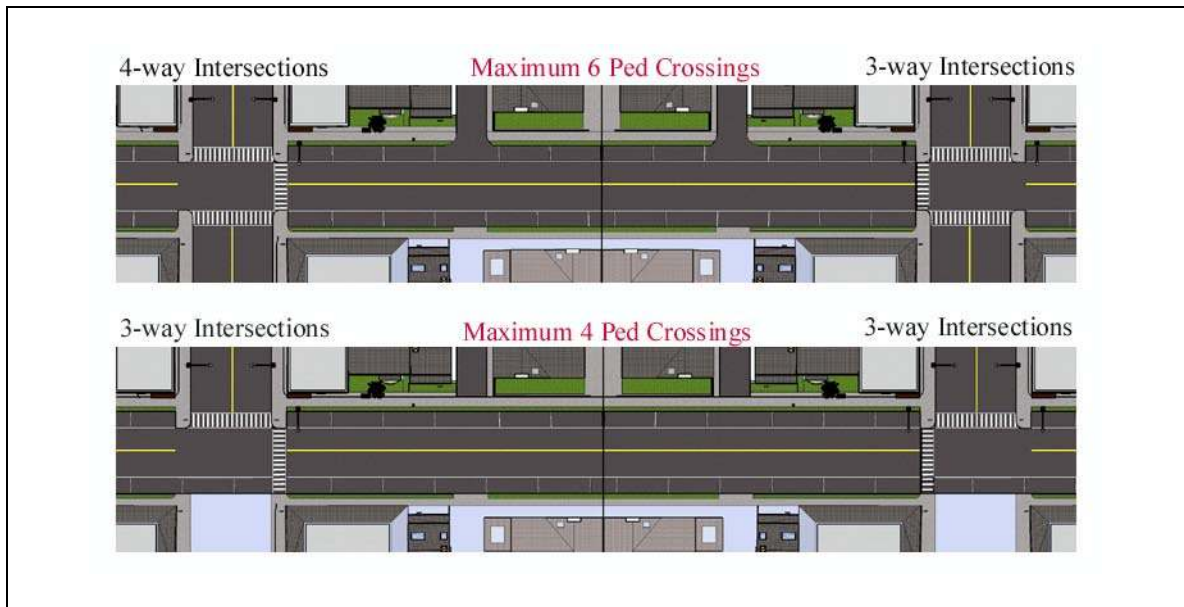 4-way Intersections Maximum 6 Ped Crossings 3-way Intersections
3-way Intersections Maximum 4 Ped Crossings 3-way Intersections